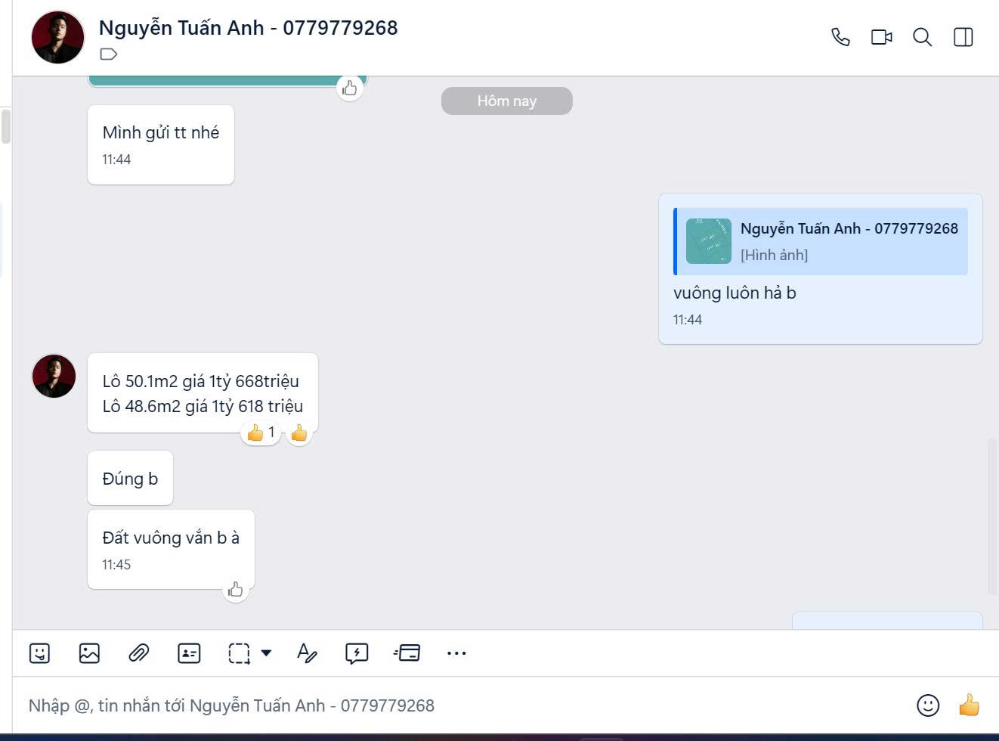 Nguyễn Tuấn Anh - 0779779268
Hôm nay
Mình gửi tt nhé
11:44
Nguyễn Tuấn Anh - 0779779268
[Hình ảnh]
vuông luôn hả b
11:44
Lô 50.1m2 giá 1tỷ 668triệu
Lô 48.6m2 giá 1tỷ 618 triệu
1
Đúng b
Đất vuông vắn b à
11:45
Nhập @, tin nhắn tới Nguyễn Tuấn Anh - 0779779268